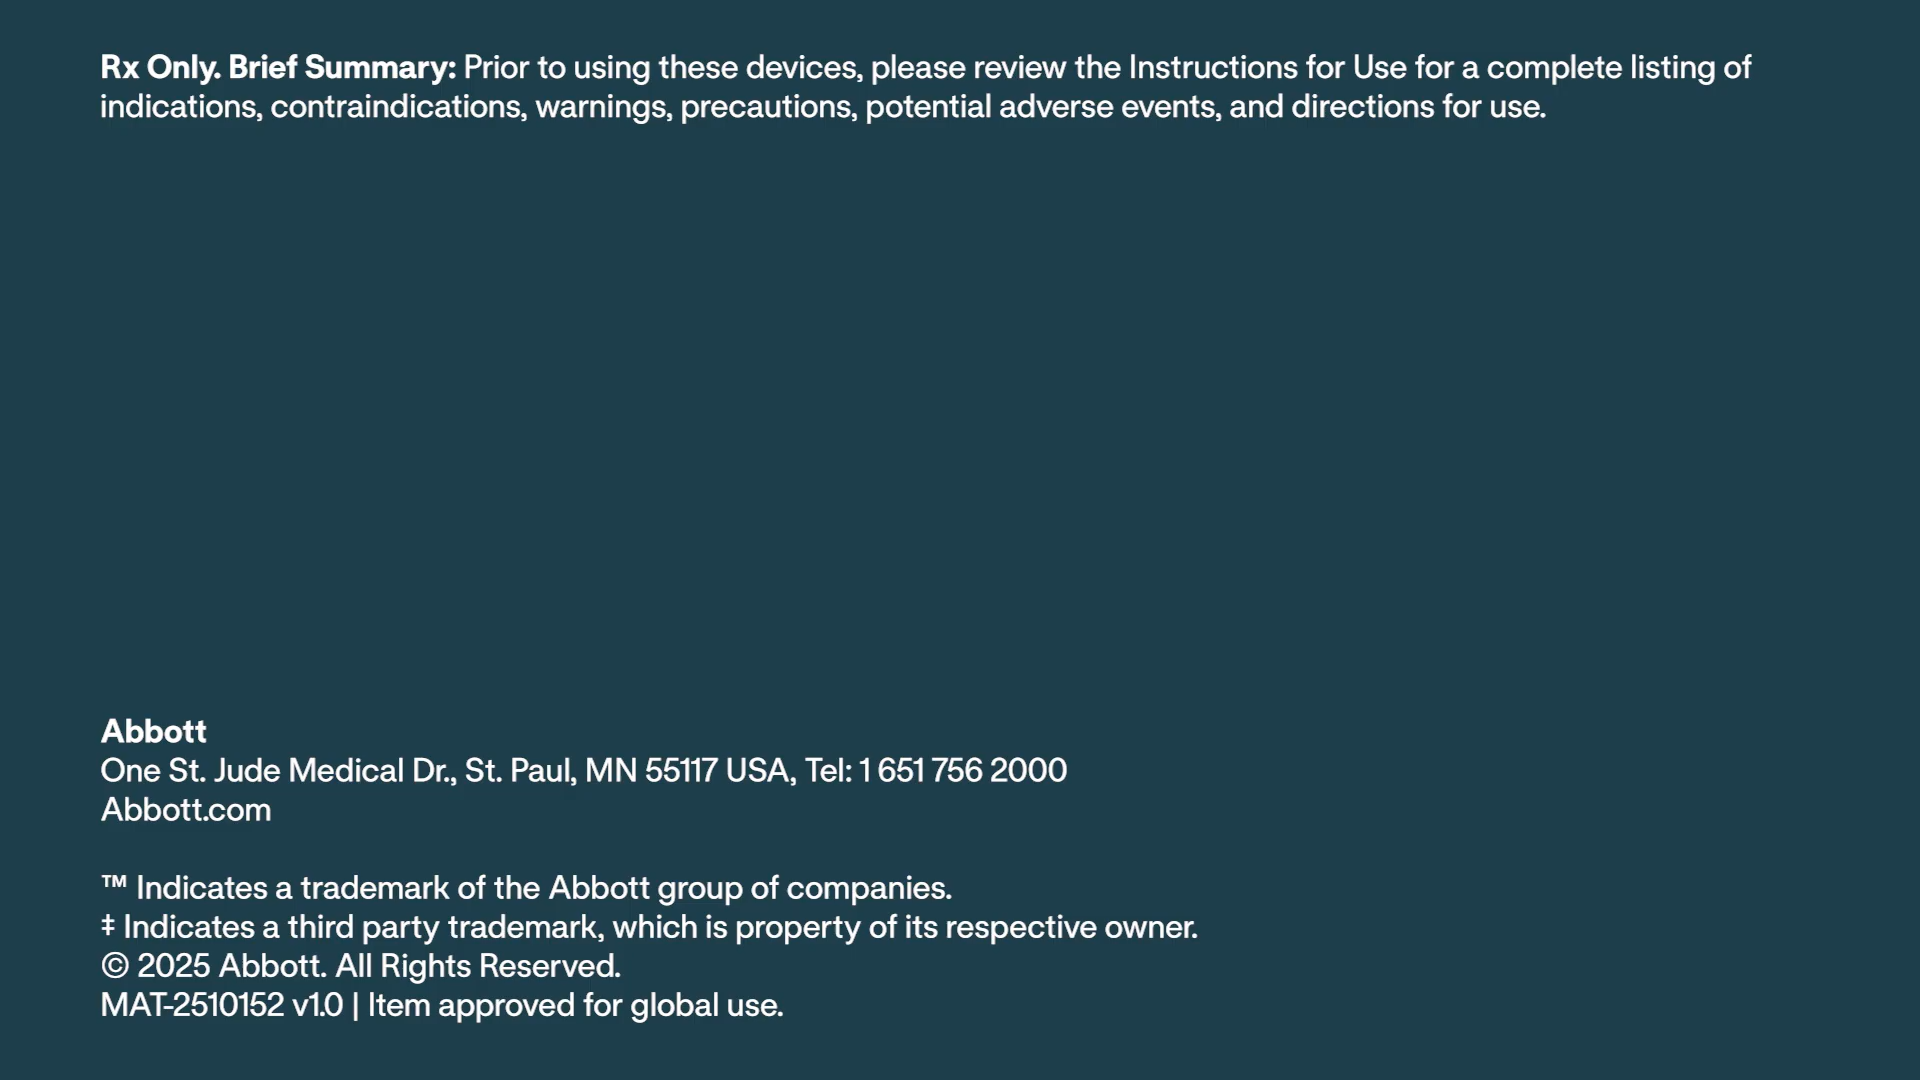 Rx Only. Brief Summary: Prior to using these devices, please review the Instructions for Use for a complete listing of
indications, contraindications, warnings, precautions, potential adverse events, and directions for use.
Abbott
One St. Jude Medical Dr., St. Paul, MN 55117 USA, Tel: 1 651 756 2000
Abbott.com
™ Indicates a trademark of the Abbott group of companies.
‡ Indicates a third party trademark, which is property of its respective owner.
© 2025 Abbott. All Rights Reserved.
MAT-2510152 v1.0 | Item approved for global use.